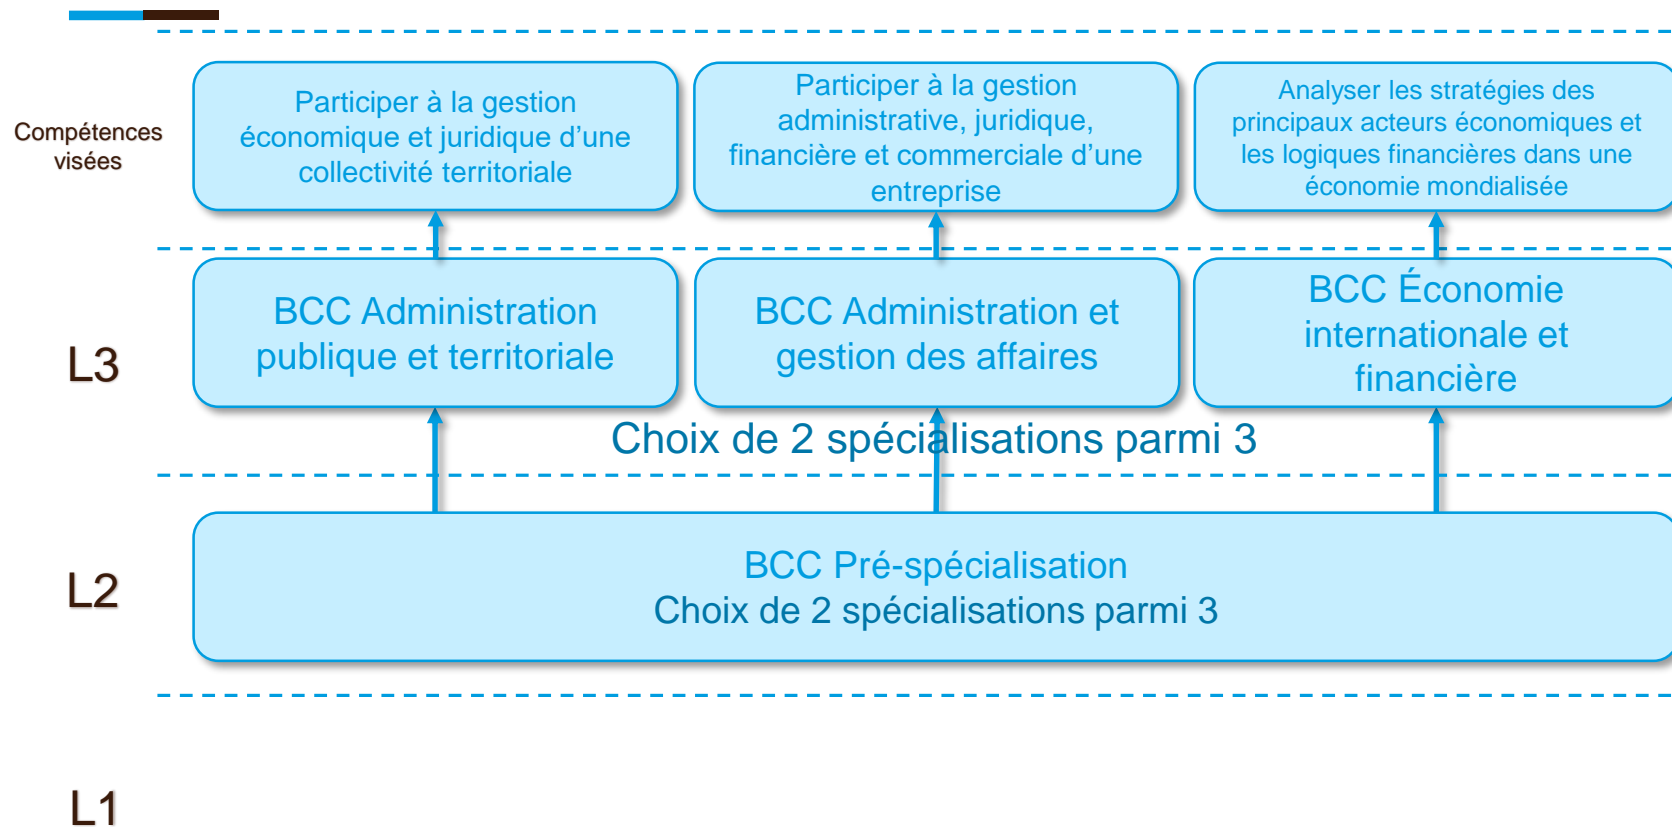 Compétences
visées
Participer à la gestion
économique et juridique d’une
collectivité territoriale
Participer à la gestion
administrative, juridique,
financière et commerciale d’une
entreprise
Analyser les stratégies des
principaux acteurs économiques et
les logiques financières dans une
économie mondialisée
L3
BCC Administration
publique et territoriale
BCC Administration et
gestion des affaires
BCC Économie
internationale et
financière
Choix de 2 spécialisations parmi 3
L2
BCC Pré-spécialisation
Choix de 2 spécialisations parmi 3
L1